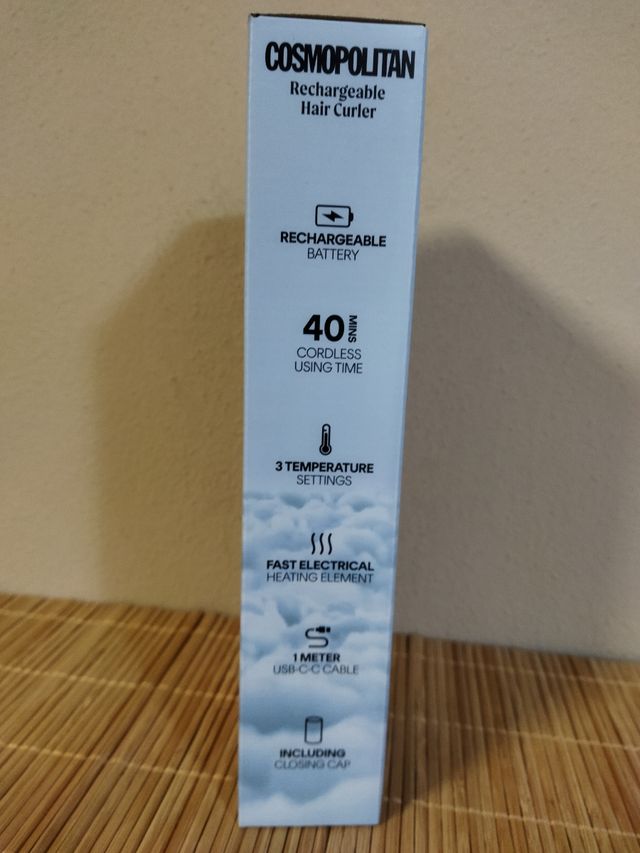 COSMOPOLITAN
Rechargeable
Hair Curler
RECHARGEABLE
BATTERY
40 MINS
CORDLESS
USING TIME
3 TEMPERATURE
SETTINGS
FAST ELECTRICAL
HEATING ELEMENT
1 METER
USB-C-C CABLE
INCLUDING
CLOSING CAP